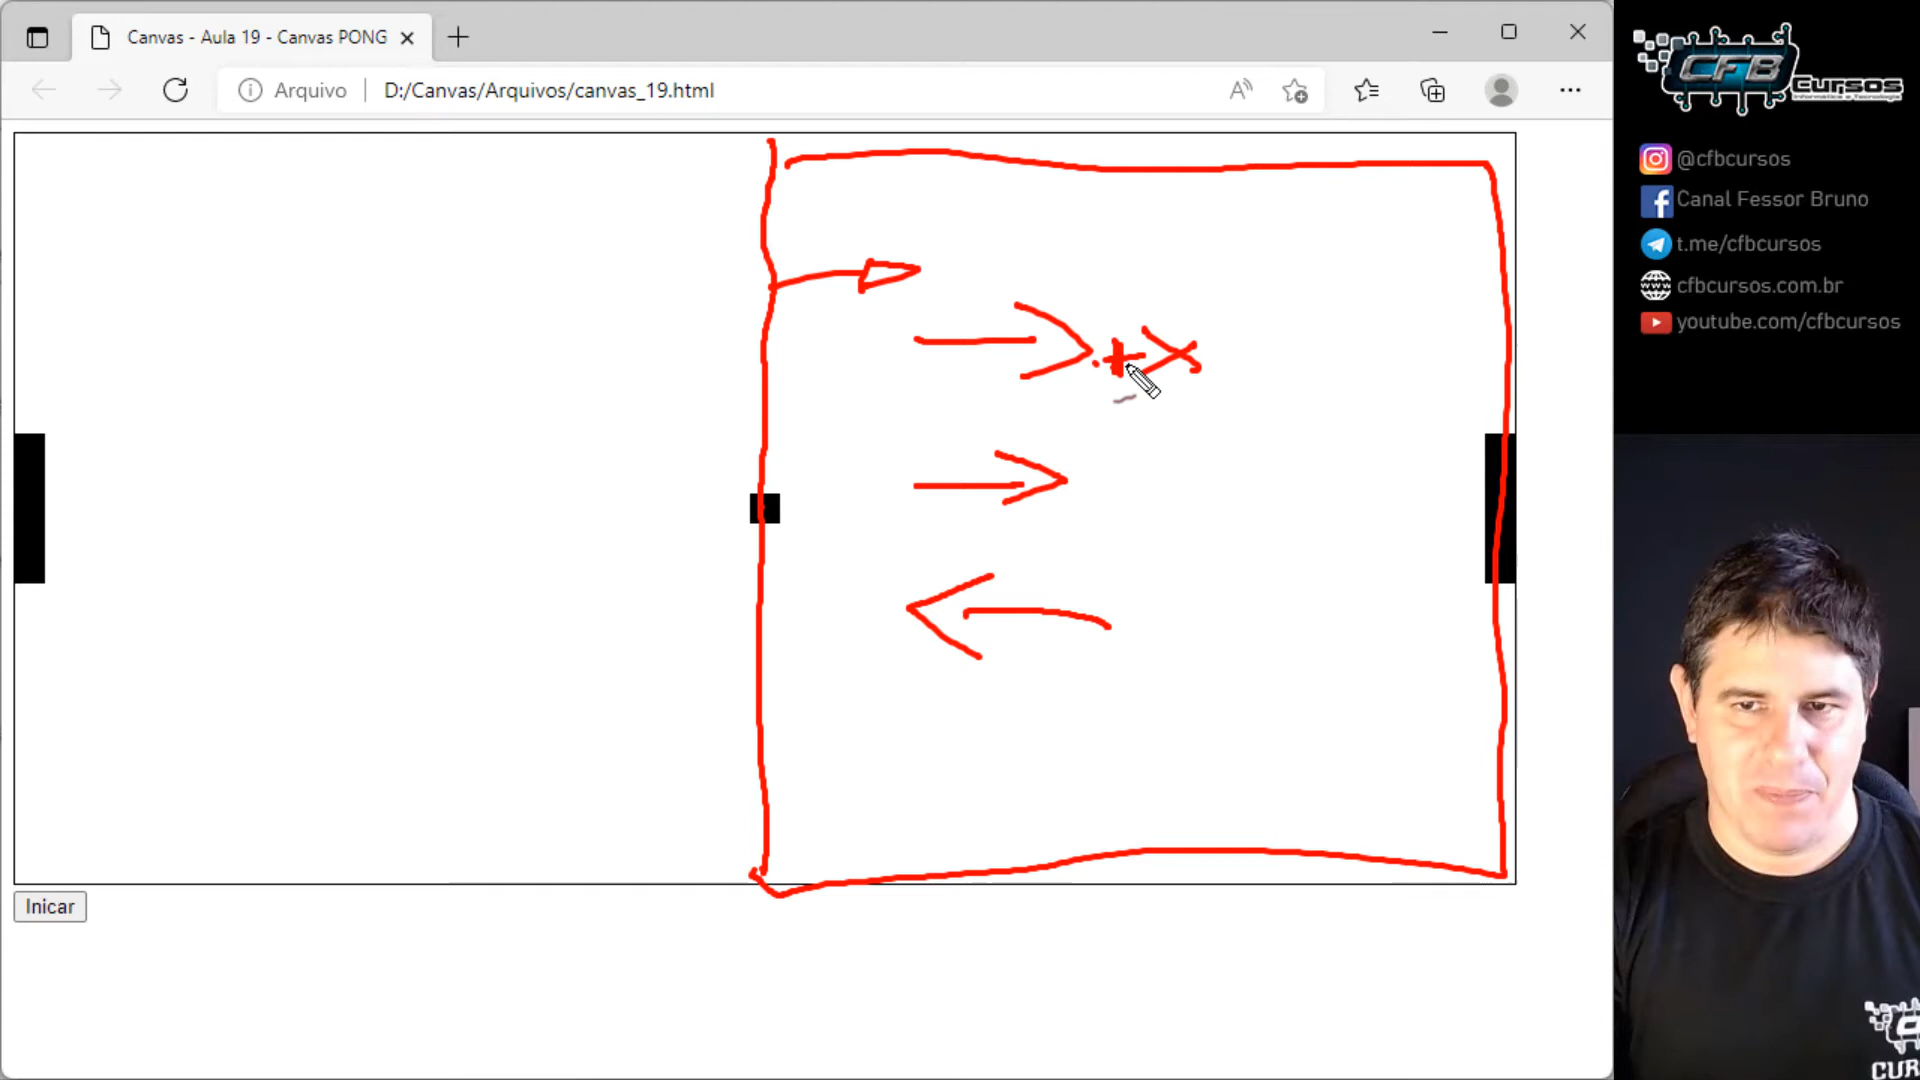 Canvas - Aula 19 - Canvas PONG
Arquivo
D:/Canvas/Arquivos/canvas_19.html
+X
Inicar
CFB Cursos
@cfbcursos
Canal Fessor Bruno
t.me/cfbcursos
cfbcursos.com.br
youtube.com/cfbcursos